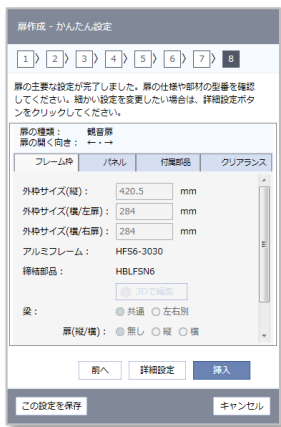 扉作成 - かんたん設定
1 2 3 4 5 6 7 8
扉の主要な設定が完了しました。扉の仕様や部材の型番を確認
してください。細かい設定を変更したい場合は、詳細設定ボタ
ンをクリックしてください。
扉の種類： 観音扉
扉の開く向き： ←・→
フレーム枠 パネル 付属部品 クリアランス
外枠サイズ(縦)： 420.5 mm
外枠サイズ(横/左扉)： 284 mm
外枠サイズ(横/右扉)： 284 mm
アルミフレーム： HFS6-3030
締結部品： HBLFSN6
3Dで編集
梁： 共通 左右別
扉(縦/横)： 無し 縦 横
前へ 詳細設定 挿入
この設定を保存 キャンセル